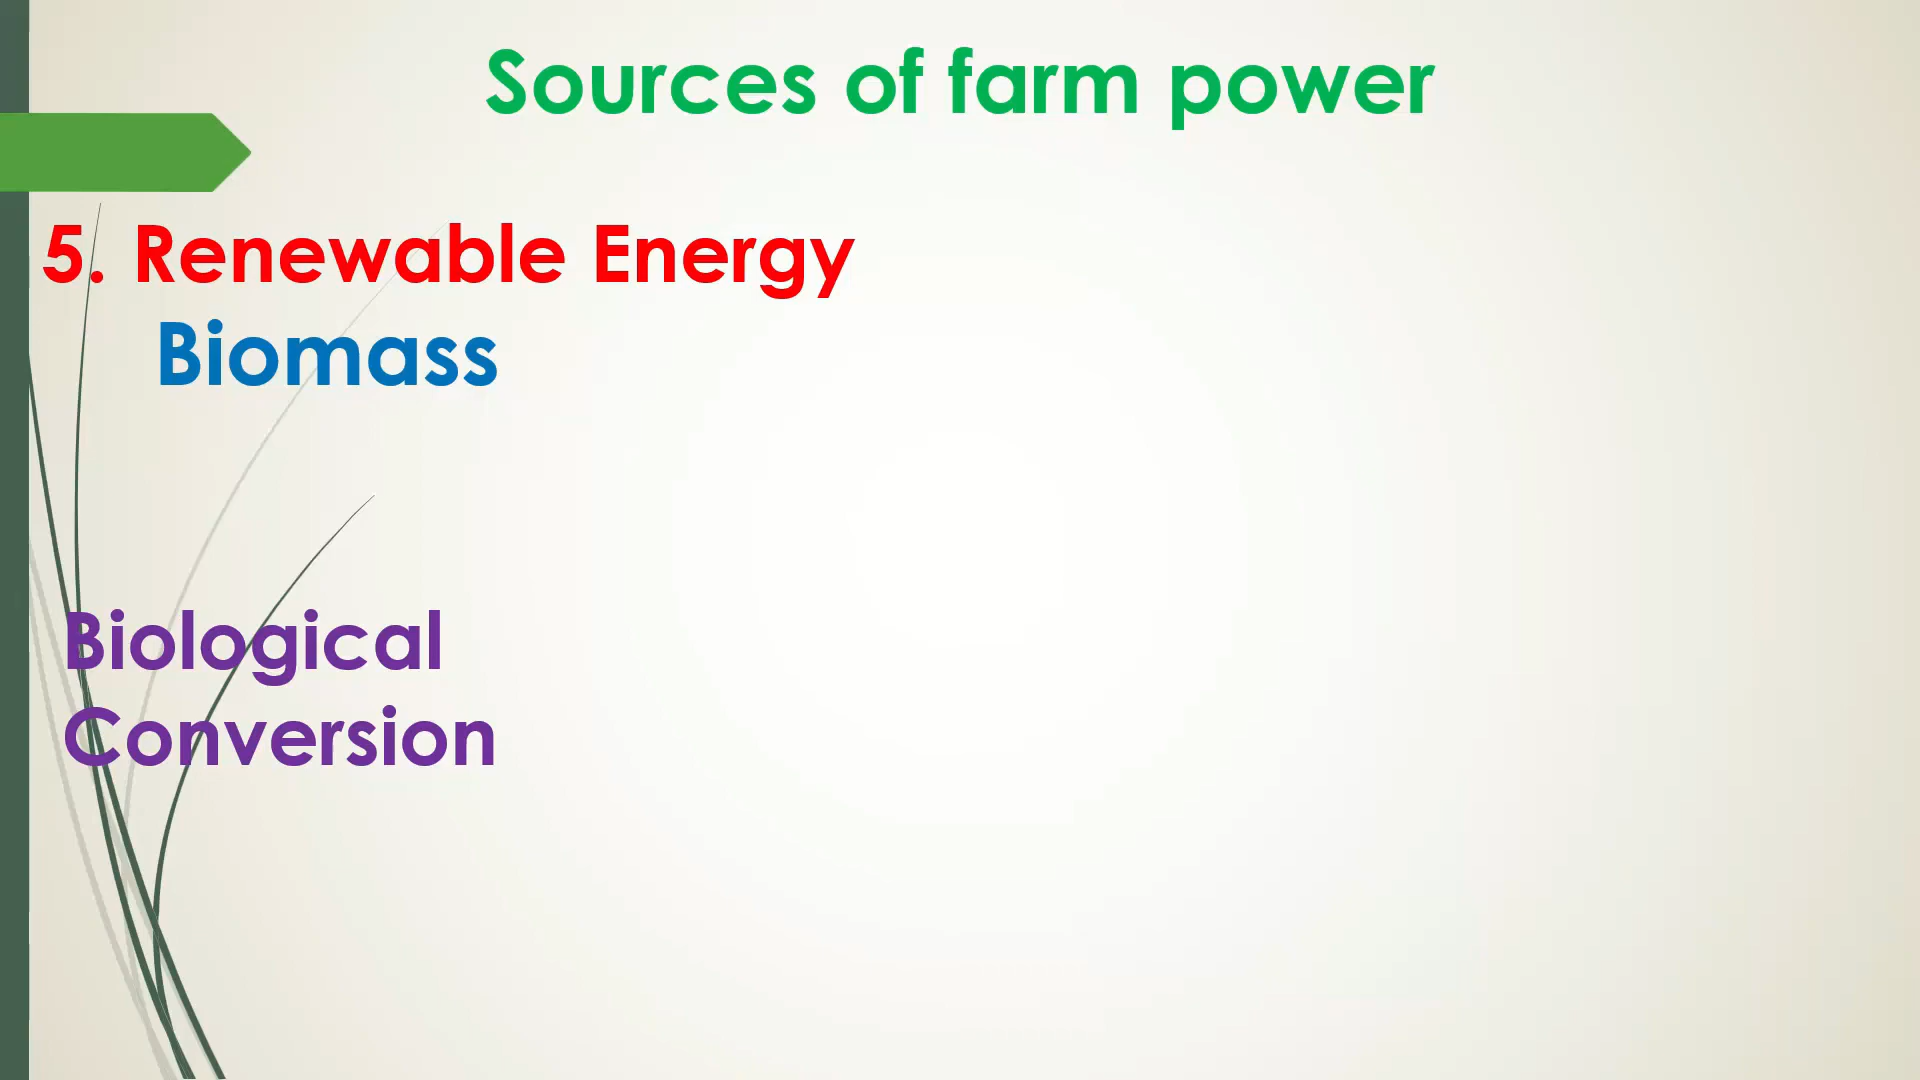 Sources of farm power
5. Renewable Energy
Biomass
Biological
Conversion